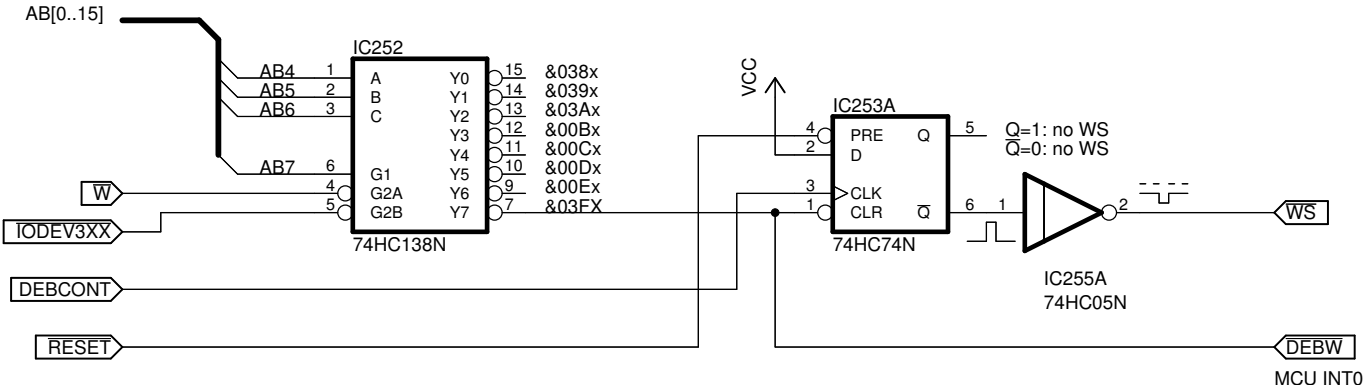 AB[0..15]
IC252
AB4 1 A Y0 15 &038x
AB5 2 B Y1 14 &039x
AB6 3 C Y2 13 &03Ax
Y3 12 &00Bx
Y4 11 &00Cx
AB7 6 G1 Y5 10 &00Dx
W 4 G2A Y6 9 &00Ex
5 G2B Y7 7 &03FX
IODEV3XX
74HC138N
DEBCONT
RESET
VCC
IC253A
4 PRE Q 5 Q=1: no WS
2 D Q=0: no WS
3 CLK
1 CLR Q 6 1 2 WS
74HC74N
IC255A
74HC05N
DEBW
MCU INT0